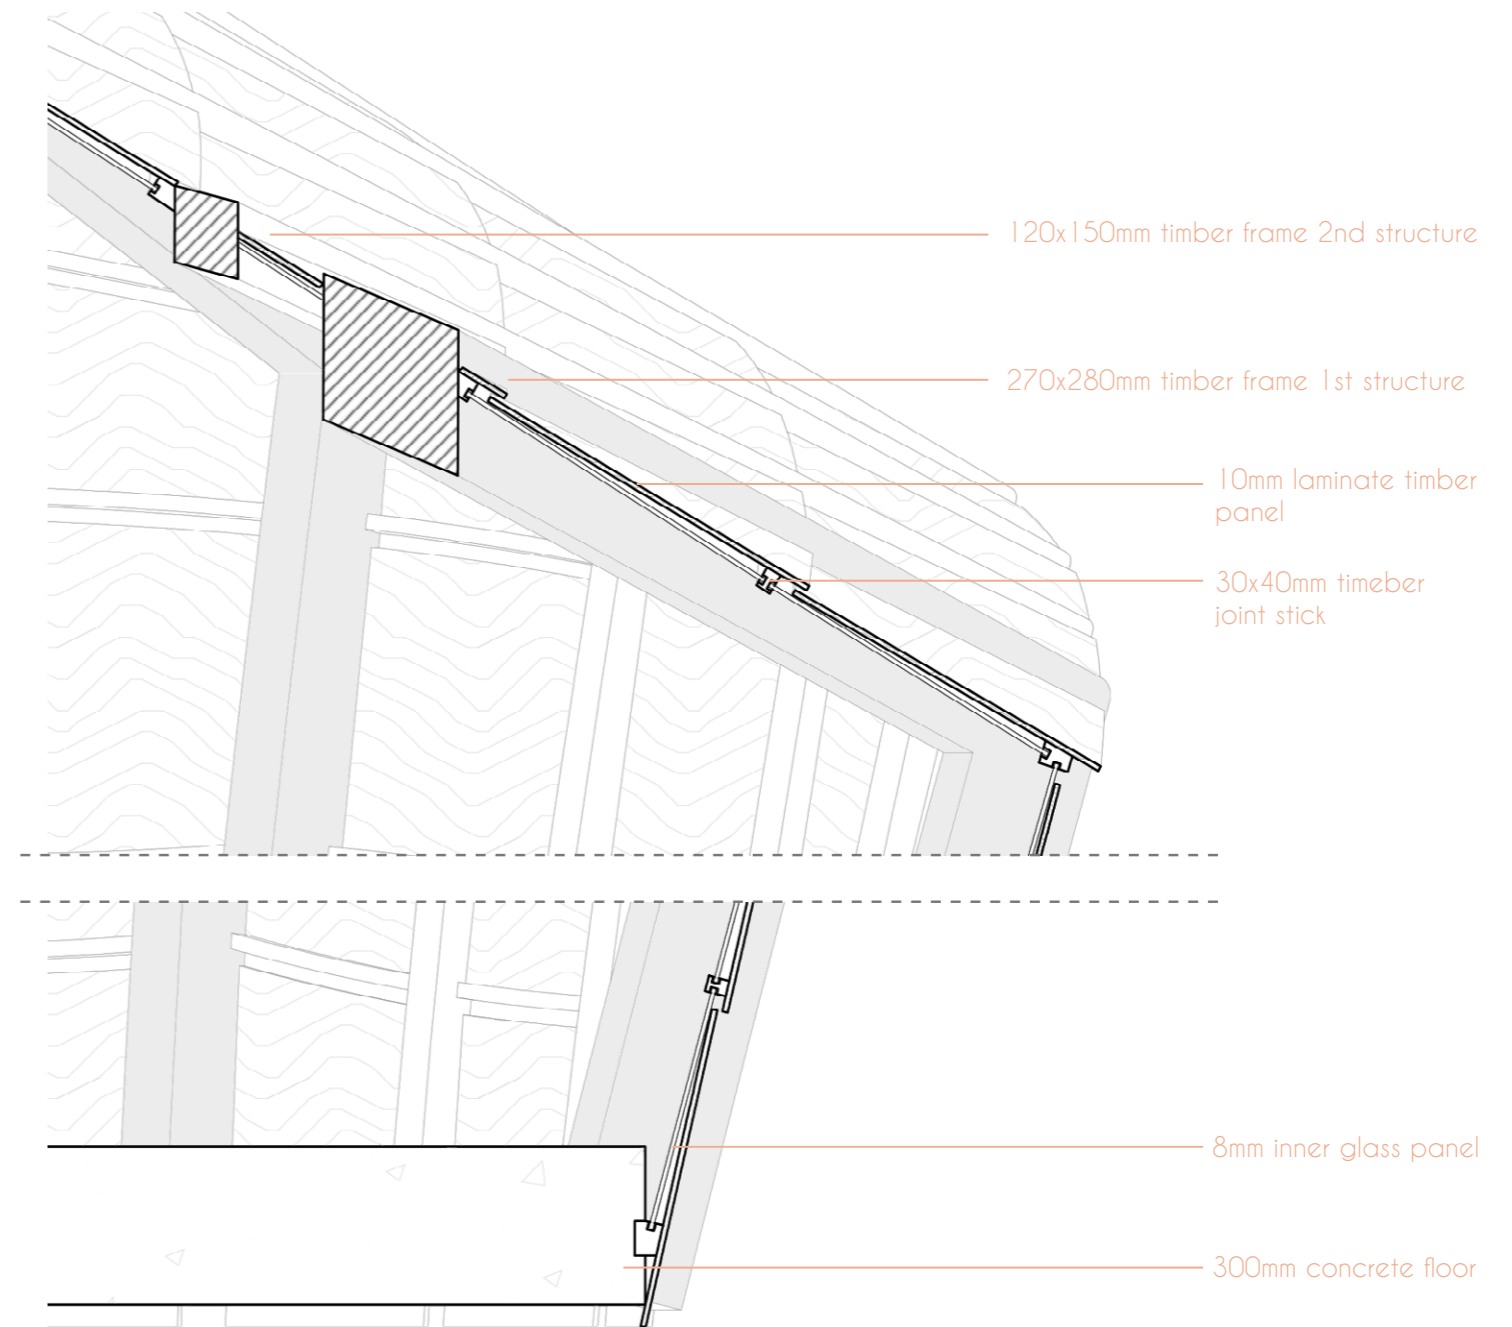 120x150mm timber frame 2nd structure
270x280mm timber frame 1st structure
10mm laminate timber
panel
30x40mm timeber
joint stick
8mm inner glass panel
300mm concrete floor